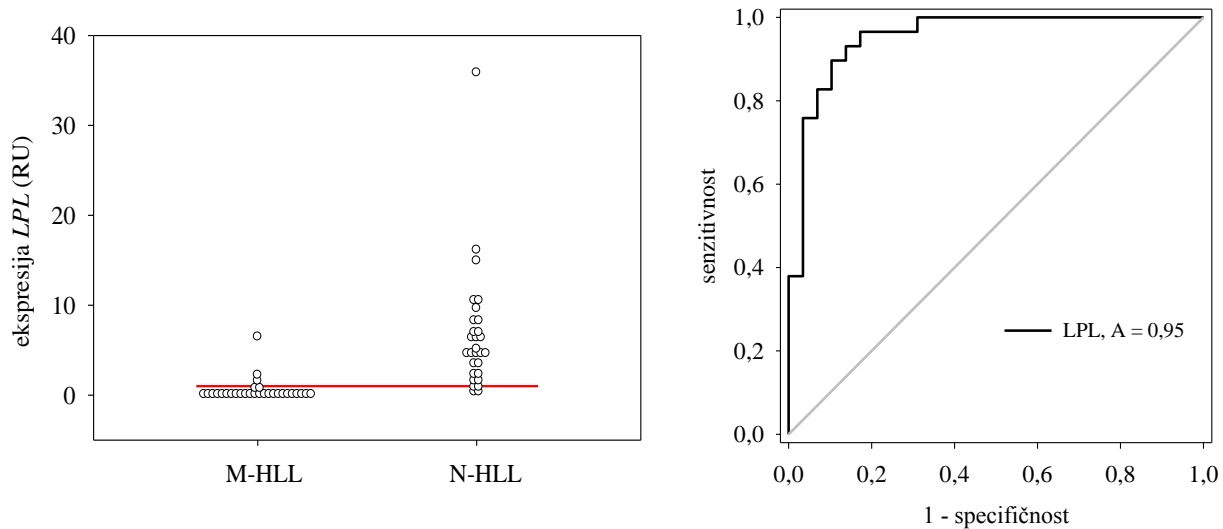 40
30
20
10
0
ekspresija LPL (RU)
M-HLL
N-HLL
1,0
0,8
0,6
0,4
0,2
0,0
senzitivnost
LPL, A = 0,95
0,0 0,2 0,4 0,6 0,8 1,0
1 - specifičnost